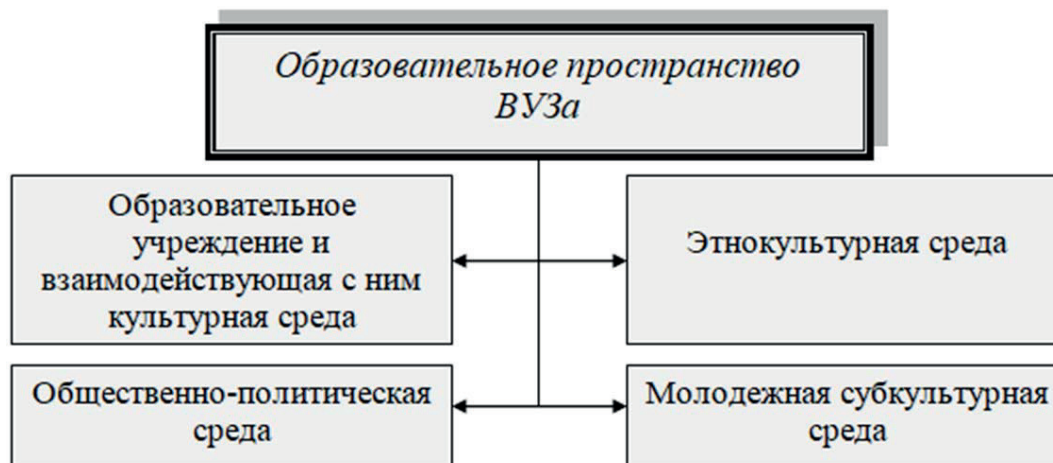 Образовательное пространство
ВУЗа
Образовательное
учреждение и
взаимодействующая с ним
культурная среда
Этнокультурная среда
Общественно-политическая
среда
Молодежная субкультурная
среда